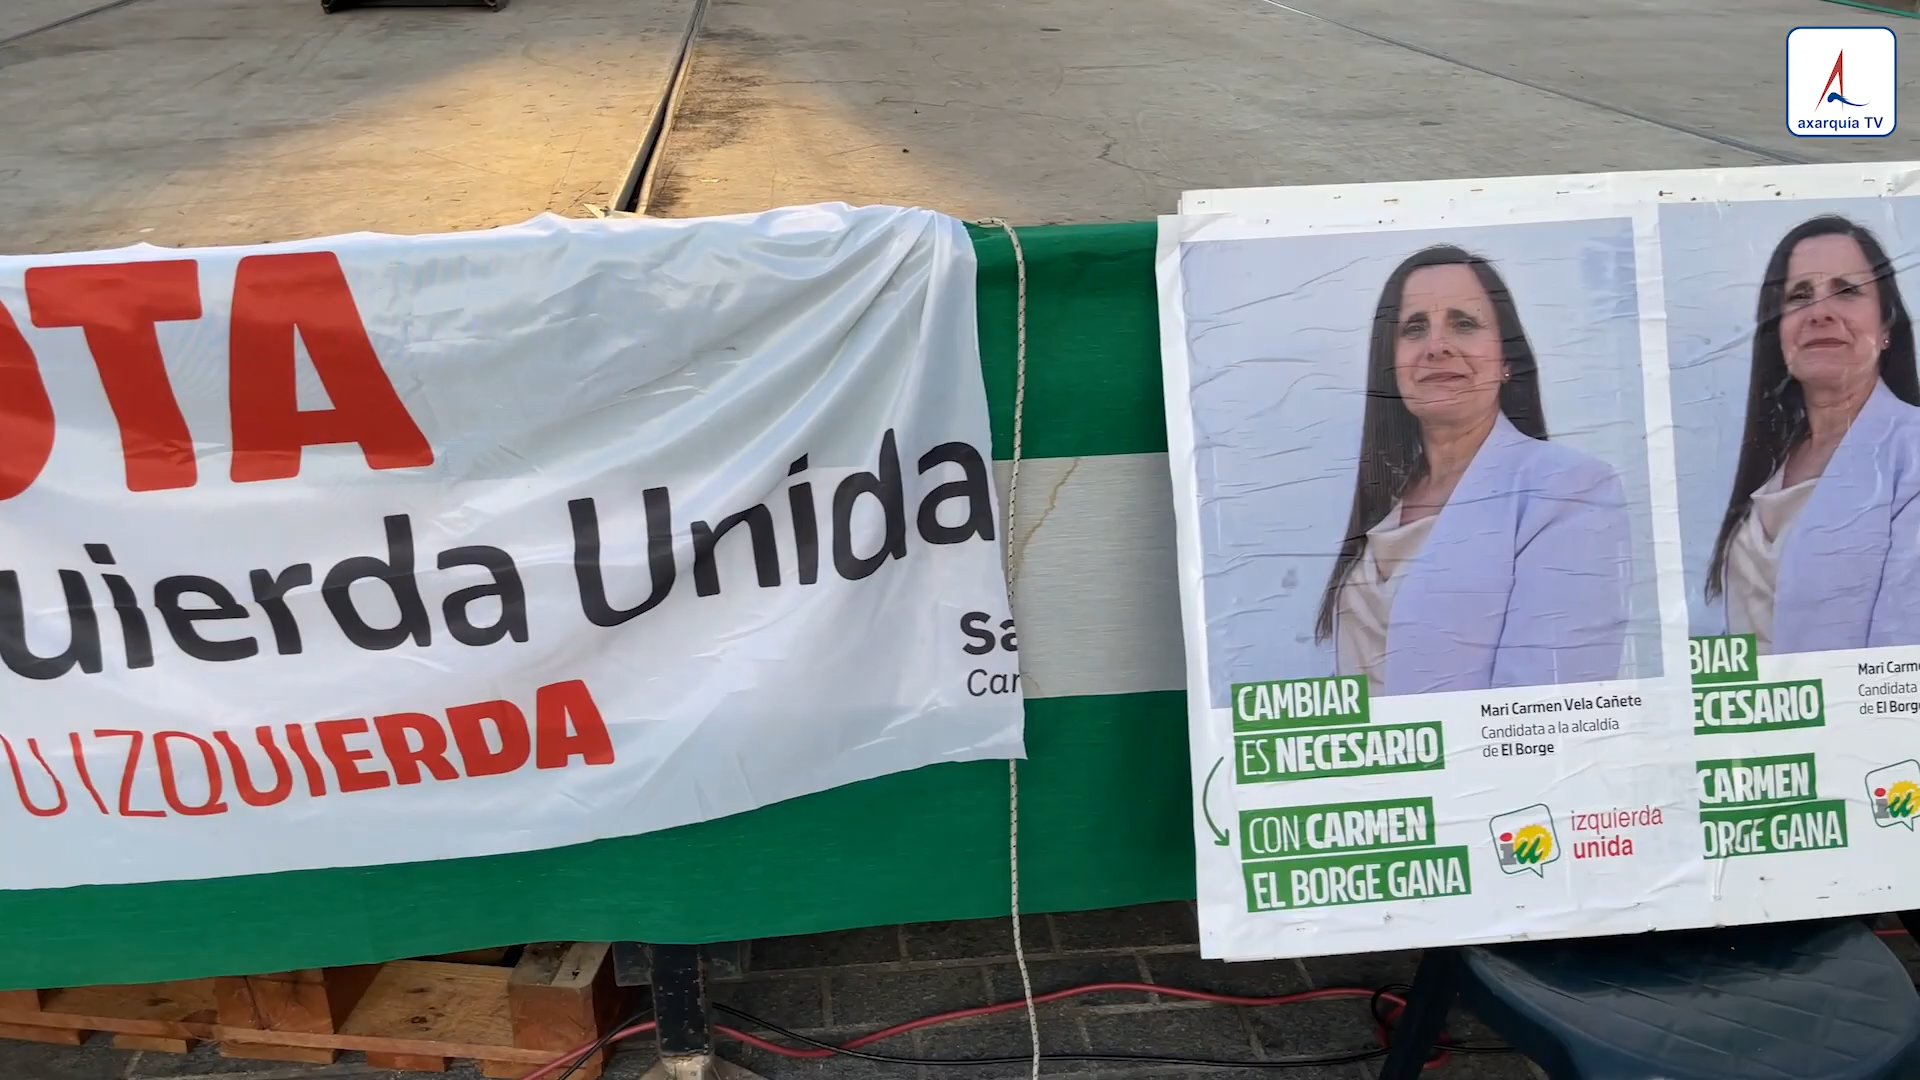 axarquía TV
OTA
uierda Unida
Sa
Car
IZQUIERDA
CAMBIAR
ES NECESARIO
CON CARMEN
EL BORGE GANA
Mari Carmen Vela Cañete
Candidata a la alcaldía
de El Borge
iu
izquierda
unida
BIAR
ECESARIO
CARMEN
ORGE GANA
Mari Carme
Candidata
de El Borge
iu